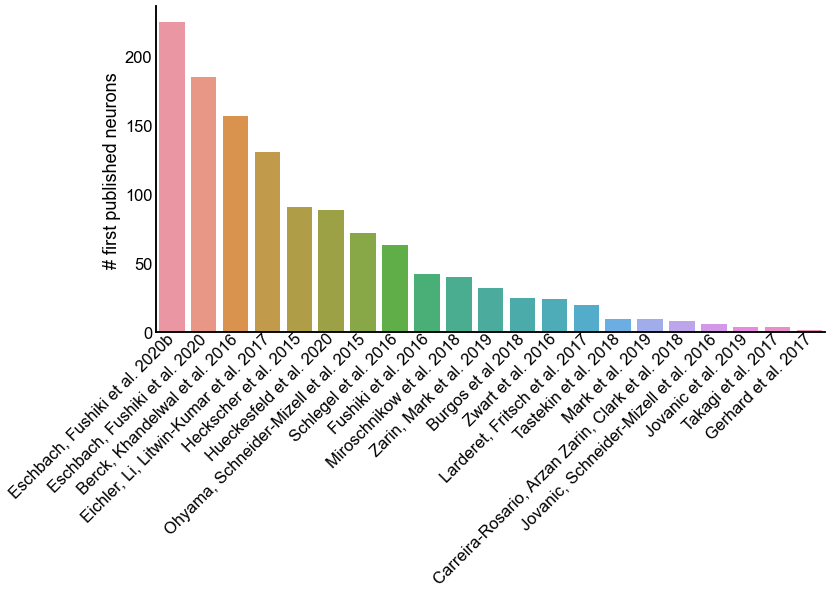 # first published neurons
200
150
100
50
0
Eschbach, Fushiki et al. 2020b
Eschbach, Fushiki et al. 2020
Berck, Khandelwal et al. 2016
Eichler, Li, Litwin-Kumar et al. 2017
Heckscher et al. 2015
Hueckesfeld et al. 2020
Ohyama, Schneider-Mizell et al. 2015
Schlegel et al. 2016
Fushiki et al. 2016
Miroschnikow et al. 2018
Zarin, Mark et al. 2019
Burgos et al 2018
Zwart et al. 2016
Larderet, Fritsch et al. 2017
Tastekin et al. 2018
Mark et al. 2019
Carreira-Rosario, Arzan Zarin, Clark et al. 2018
Jovanic, Schneider-Mizell et al. 2016
Jovanic et al. 2019
Takagi et al. 2017
Gerhard et al. 2017